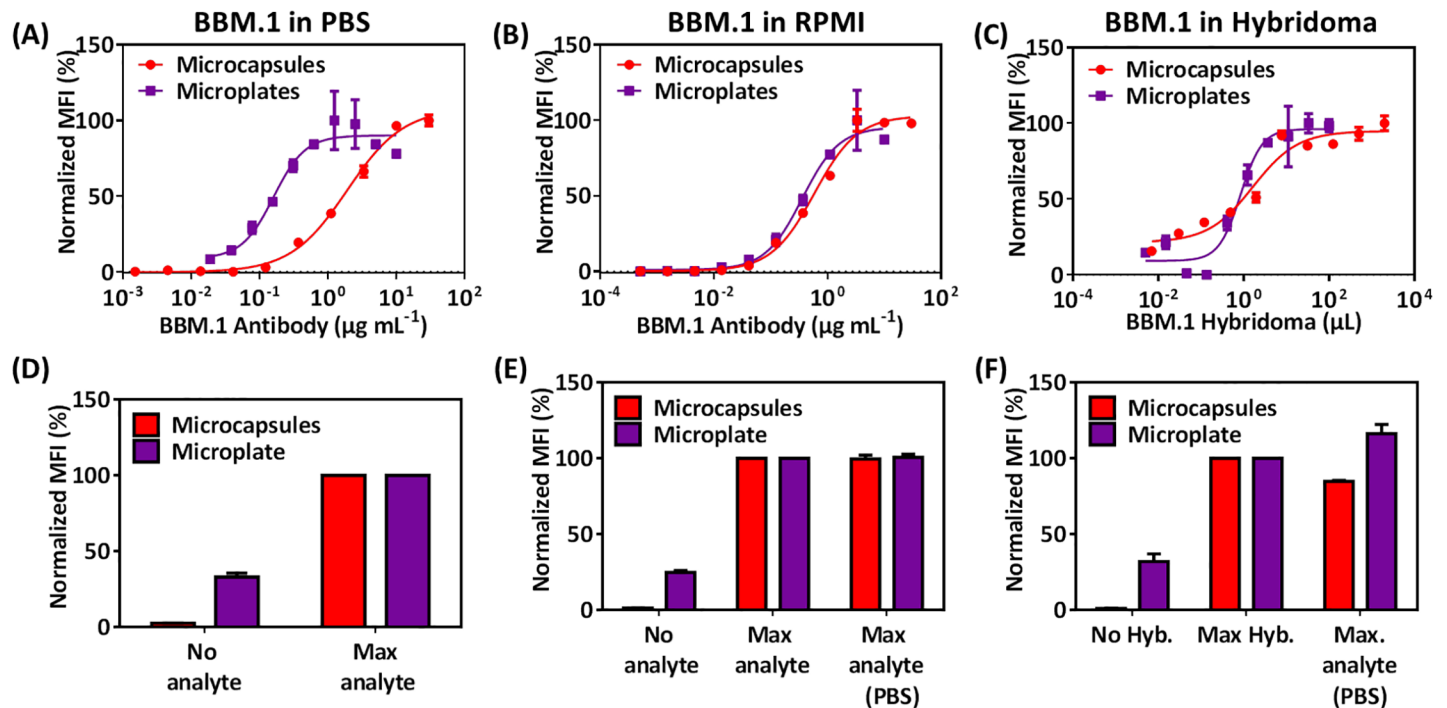 (A)
BBM.1 in PBS
Normalized MFI (%)
150
100
50
0
Microcapsules
Microplates
10⁻³ 10⁻² 10⁻¹ 10⁰ 10¹ 10²
BBM.1 Antibody (µg mL⁻¹)
(B)
BBM.1 in RPMI
Normalized MFI (%)
150
100
50
0
Microcapsules
Microplates
10⁻⁴ 10⁻² 10⁰ 10²
BBM.1 Antibody (µg mL⁻¹)
(C)
BBM.1 in Hybridoma
Normalized MFI (%)
150
100
50
0
Microcapsules
Microplates
10⁻⁴ 10⁻² 10⁰ 10² 10⁴
BBM.1 Hybridoma (µL)
(D)
Normalized MFI (%)
150
100
50
0
Microcapsules
Microplate
No
analyte
Max
analyte
(E)
Normalized MFI (%)
150
100
50
0
Microcapsules
Microplate
No
analyte
Max
analyte
Max
analyte
(PBS)
(F)
Normalized MFI (%)
150
100
50
0
Microcapsules
Microplate
No Hyb.
Max Hyb.
Max.
analyte
(PBS)